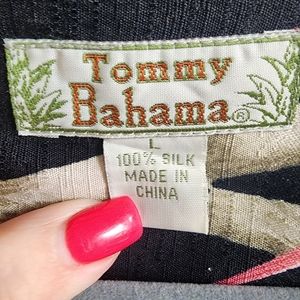 Tommy
Bahama®
L
100% SILK
MADE IN
CHINA